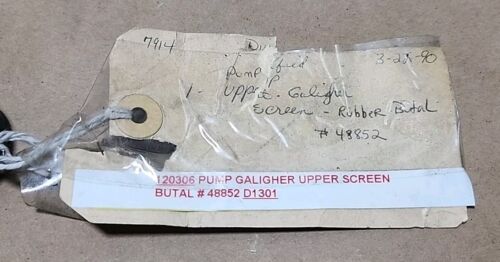 7914
3-28-90
Pump
1 - Upper Galigher
Screen - Rubber Butal
# 48852
120306 PUMP GALIGHER UPPER SCREEN
BUTAL # 48852 D1301